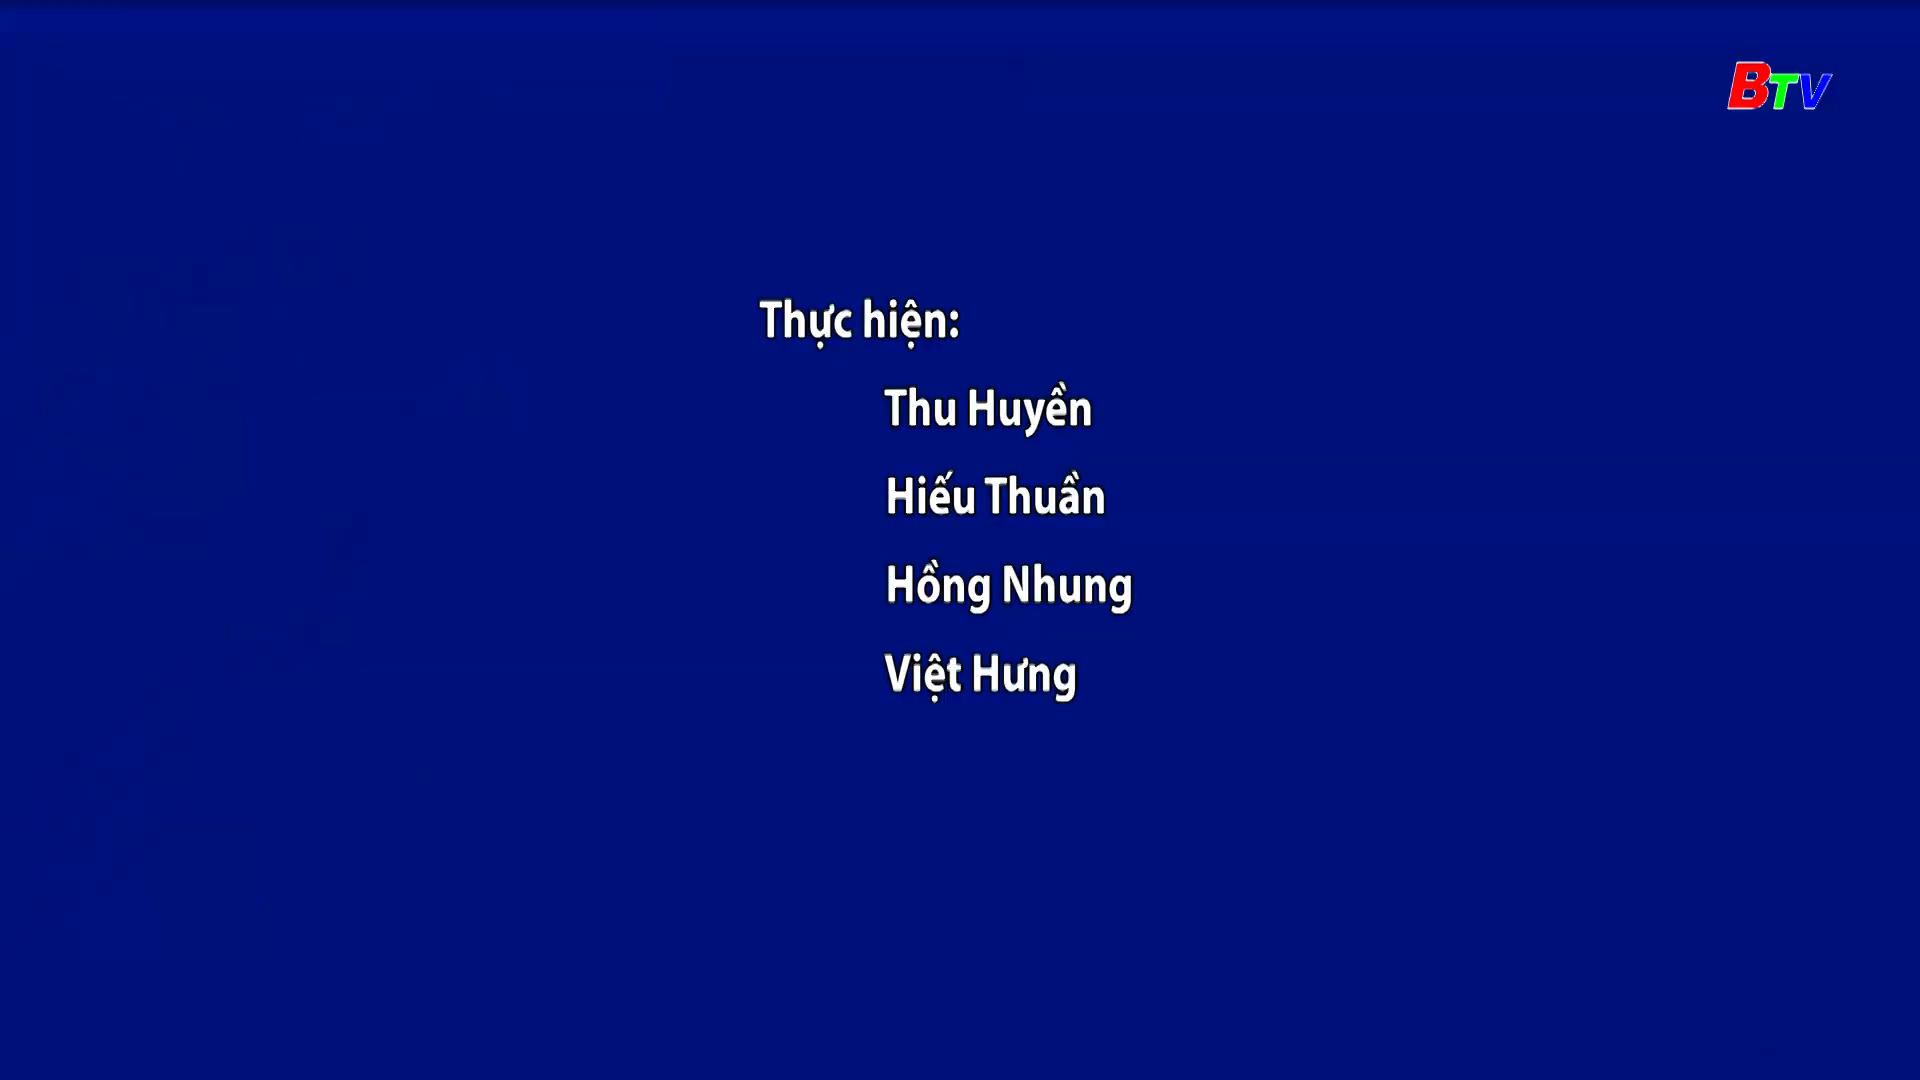 BTV
Thực hiện:
Thu Huyền
Hiếu Thuần
Hồng Nhung
Việt Hưng